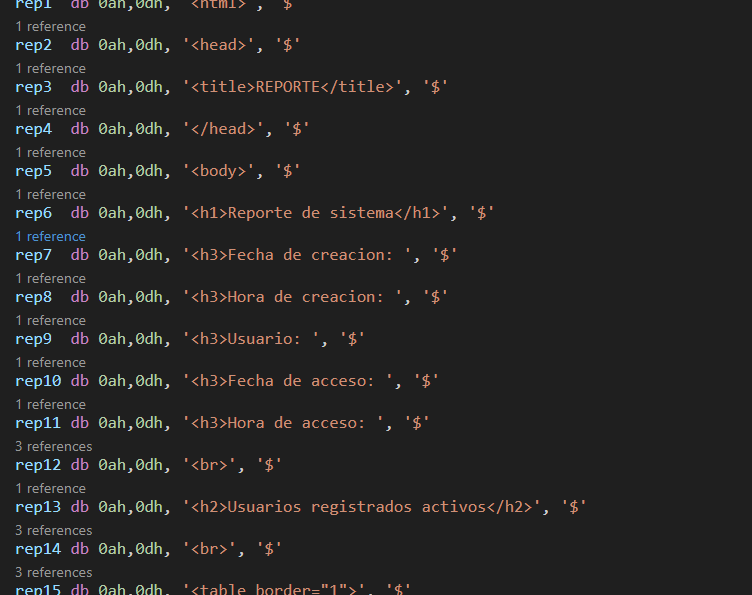 rep1  db 0ah,0dh, '<html>', '$'
1 reference
rep2  db 0ah,0dh, '<head>', '$'
1 reference
rep3  db 0ah,0dh, '<title>REPORTE</title>', '$'
1 reference
rep4  db 0ah,0dh, '</head>', '$'
1 reference
rep5  db 0ah,0dh, '<body>', '$'
1 reference
rep6  db 0ah,0dh, '<h1>Reporte de sistema</h1>', '$'
1 reference
rep7  db 0ah,0dh, '<h3>Fecha de creacion: ', '$'
1 reference
rep8  db 0ah,0dh, '<h3>Hora de creacion: ', '$'
1 reference
rep9  db 0ah,0dh, '<h3>Usuario: ', '$'
1 reference
rep10 db 0ah,0dh, '<h3>Fecha de acceso: ', '$'
1 reference
rep11 db 0ah,0dh, '<h3>Hora de acceso: ', '$'
3 references
rep12 db 0ah,0dh, '<br>', '$'
1 reference
rep13 db 0ah,0dh, '<h2>Usuarios registrados activos</h2>', '$'
3 references
rep14 db 0ah,0dh, '<br>', '$'
3 references
rep15 db 0ah,0dh, '<table border="1">', '$'